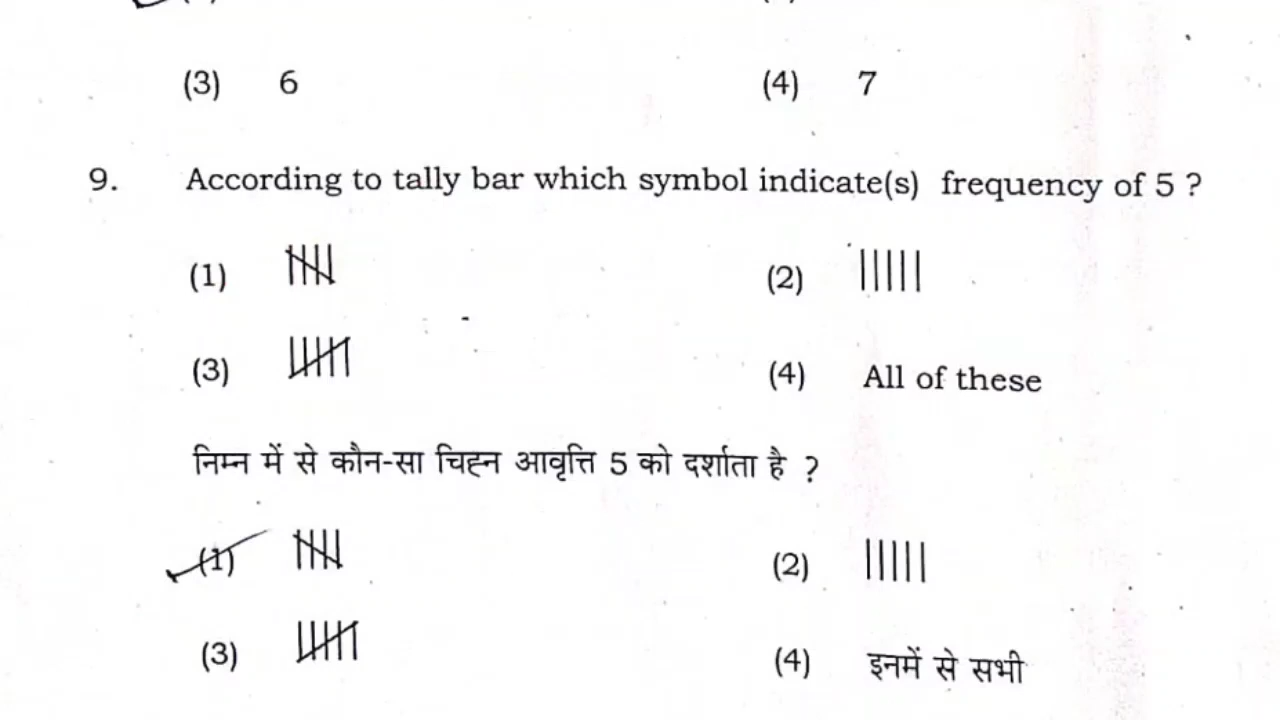 (3) 6 (4) 7
9. According to tally bar which symbol indicate(s) frequency of 5 ?
(1) (2) |||||
(3) (4) All of these
निम्न में से कौन-सा चिह्न आवृत्ति 5 को दर्शाता है ?
(1) (2) |||||
(3) (4) इनमें से सभी